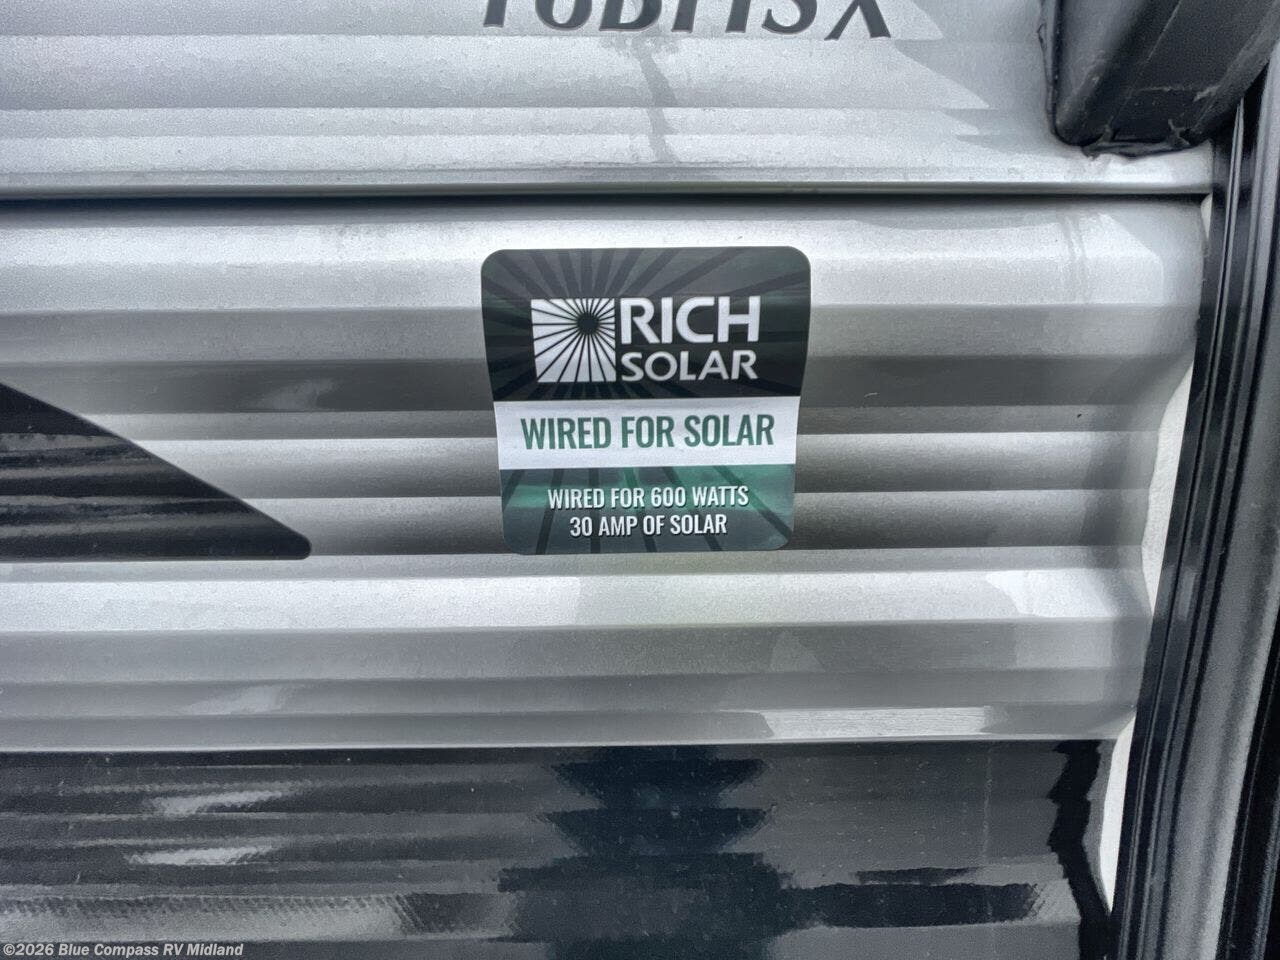 RICH
SOLAR
WIRED FOR SOLAR
WIRED FOR 600 WATTS
30 AMP OF SOLAR
©2026 Blue Compass RV Midland